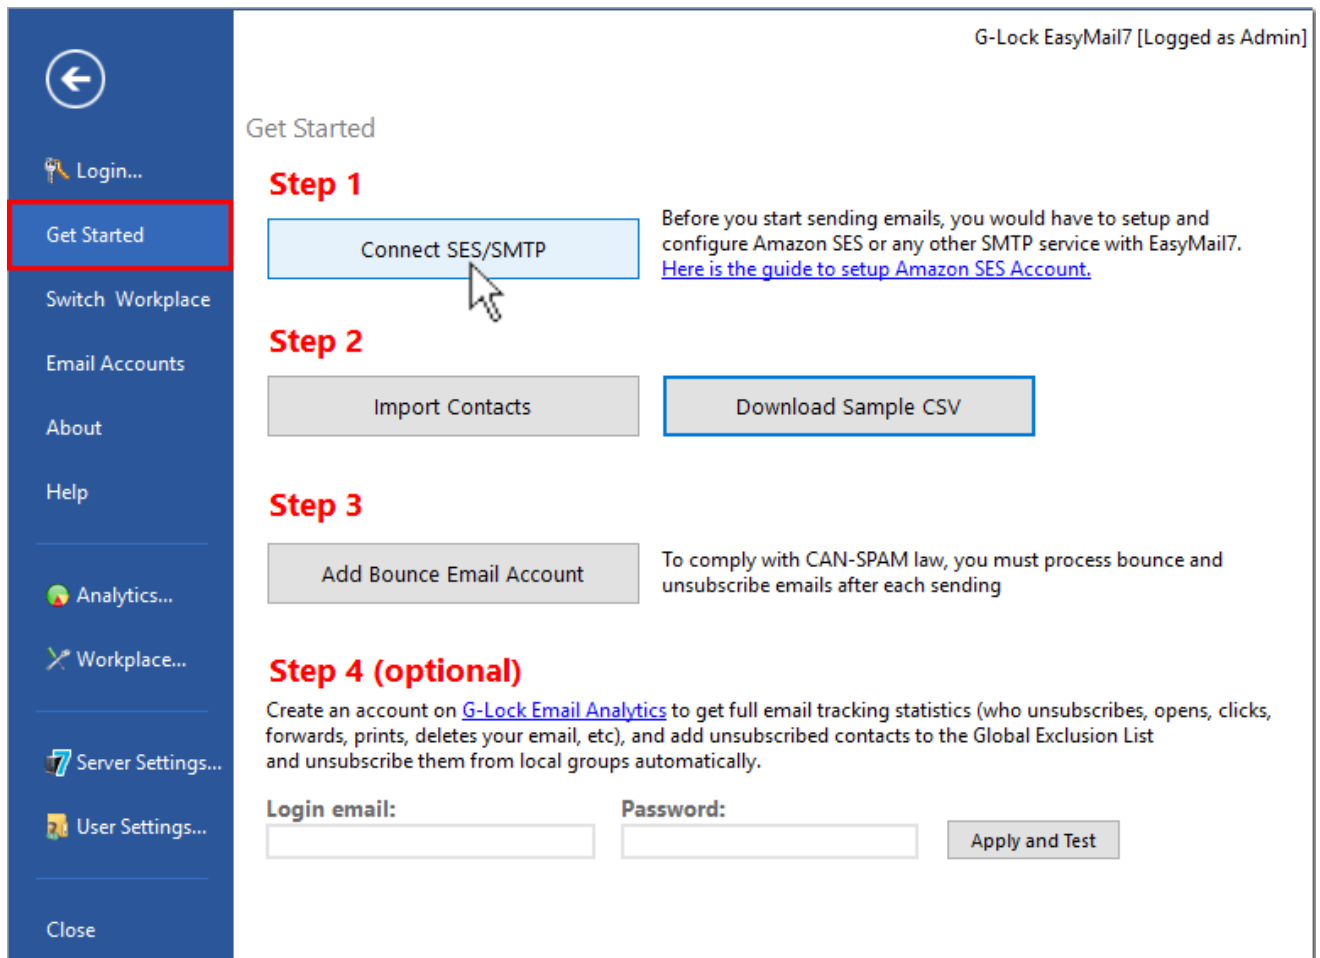 G-Lock EasyMail7 [Logged as Admin]
Login...
Get Started
Switch Workplace
Email Accounts
About
Help
Analytics...
Workplace...
Server Settings...
User Settings...
Close
Get Started
Step 1
Connect SES/SMTP
Before you start sending emails, you would have to setup and
configure Amazon SES or any other SMTP service with EasyMail7.
Here is the guide to setup Amazon SES Account.
Step 2
Import Contacts
Download Sample CSV
Step 3
Add Bounce Email Account
To comply with CAN-SPAM law, you must process bounce and
unsubscribe emails after each sending
Step 4 (optional)
Create an account on G-Lock Email Analytics to get full email tracking statistics (who unsubscribes, opens, clicks,
forwards, prints, deletes your email, etc), and add unsubscribed contacts to the Global Exclusion List
and unsubscribe them from local groups automatically.
Login email:
Password:
Apply and Test